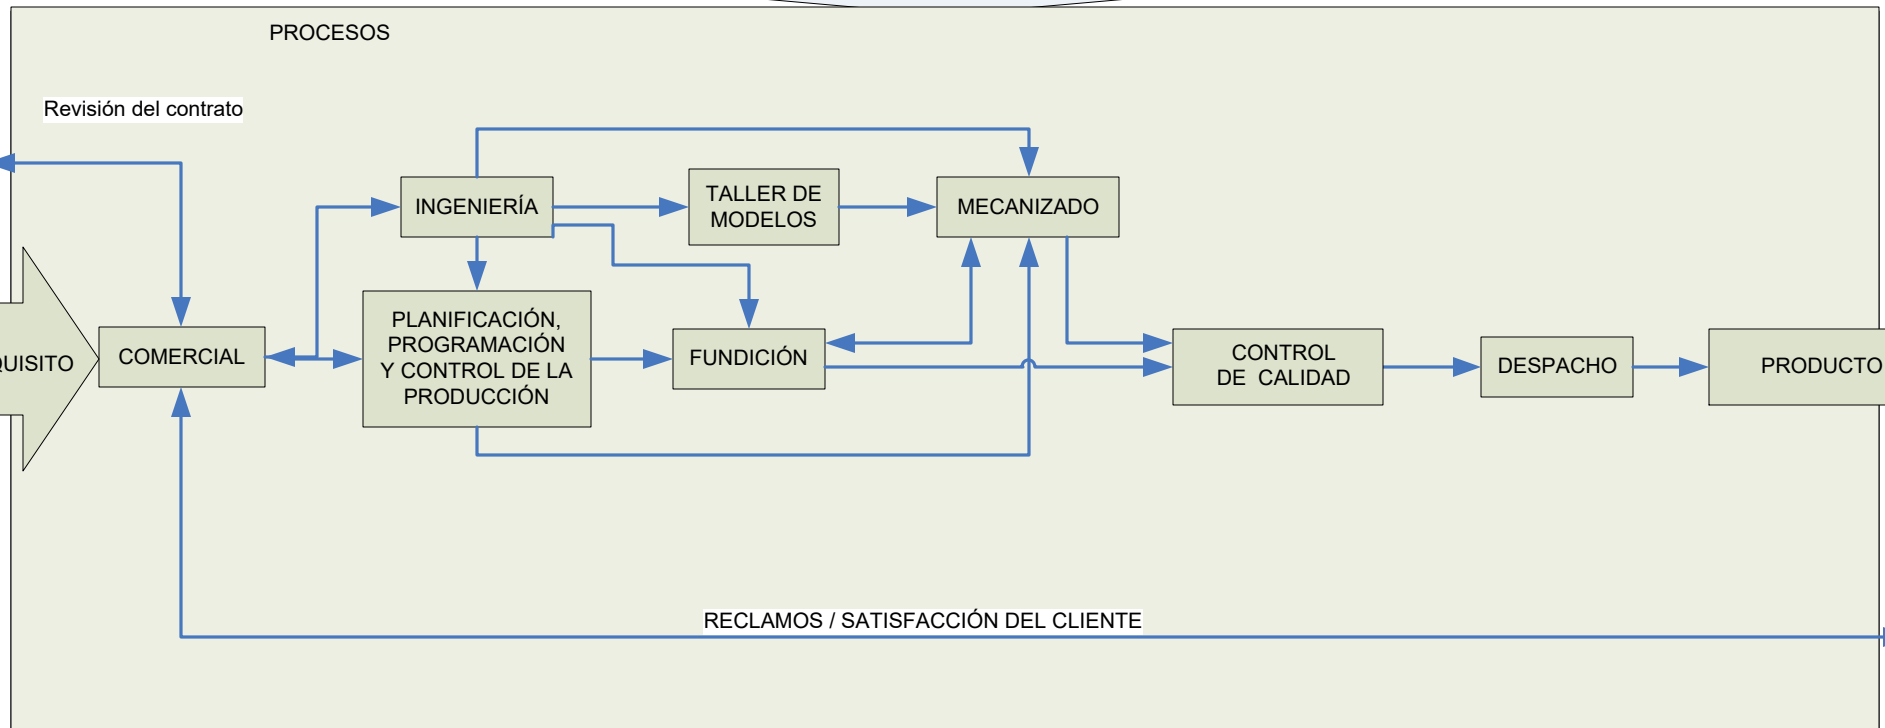 PROCESOS
Revisión del contrato
INGENIERÍA
TALLER DE
MODELOS
MECANIZADO
QUISITO
COMERCIAL
PLANIFICACIÓN,
PROGRAMACIÓN
Y CONTROL DE LA
PRODUCCIÓN
FUNDICIÓN
CONTROL
DE CALIDAD
DESPACHO
PRODUCTO
RECLAMOS / SATISFACCIÓN DEL CLIENTE